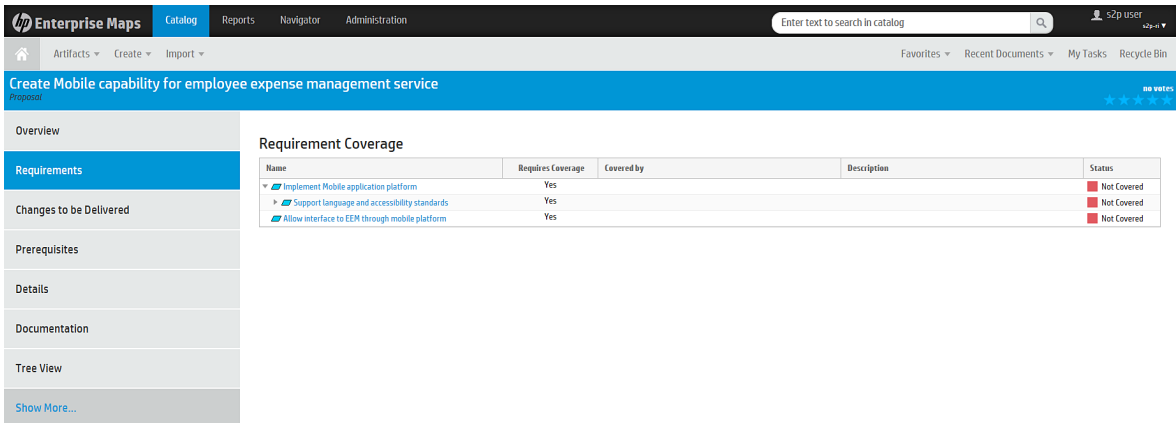 hp Enterprise Maps Catalog Reports Navigator Administration Enter text to search in catalog s2p user
s2p-ri
Artifacts Create Import Favorites Recent Documents My Tasks Recycle Bin
Create Mobile capability for employee expense management service
Proposal
no votes
Overview
Requirements
Changes to be Delivered
Prerequisites
Details
Documentation
Tree View
Show More...
Requirement Coverage
Name Requires Coverage Covered by Description Status
Implement Mobile application platform Yes Not Covered
Support language and accessibility standards Yes Not Covered
Allow interface to EEM through mobile platform Yes Not Covered